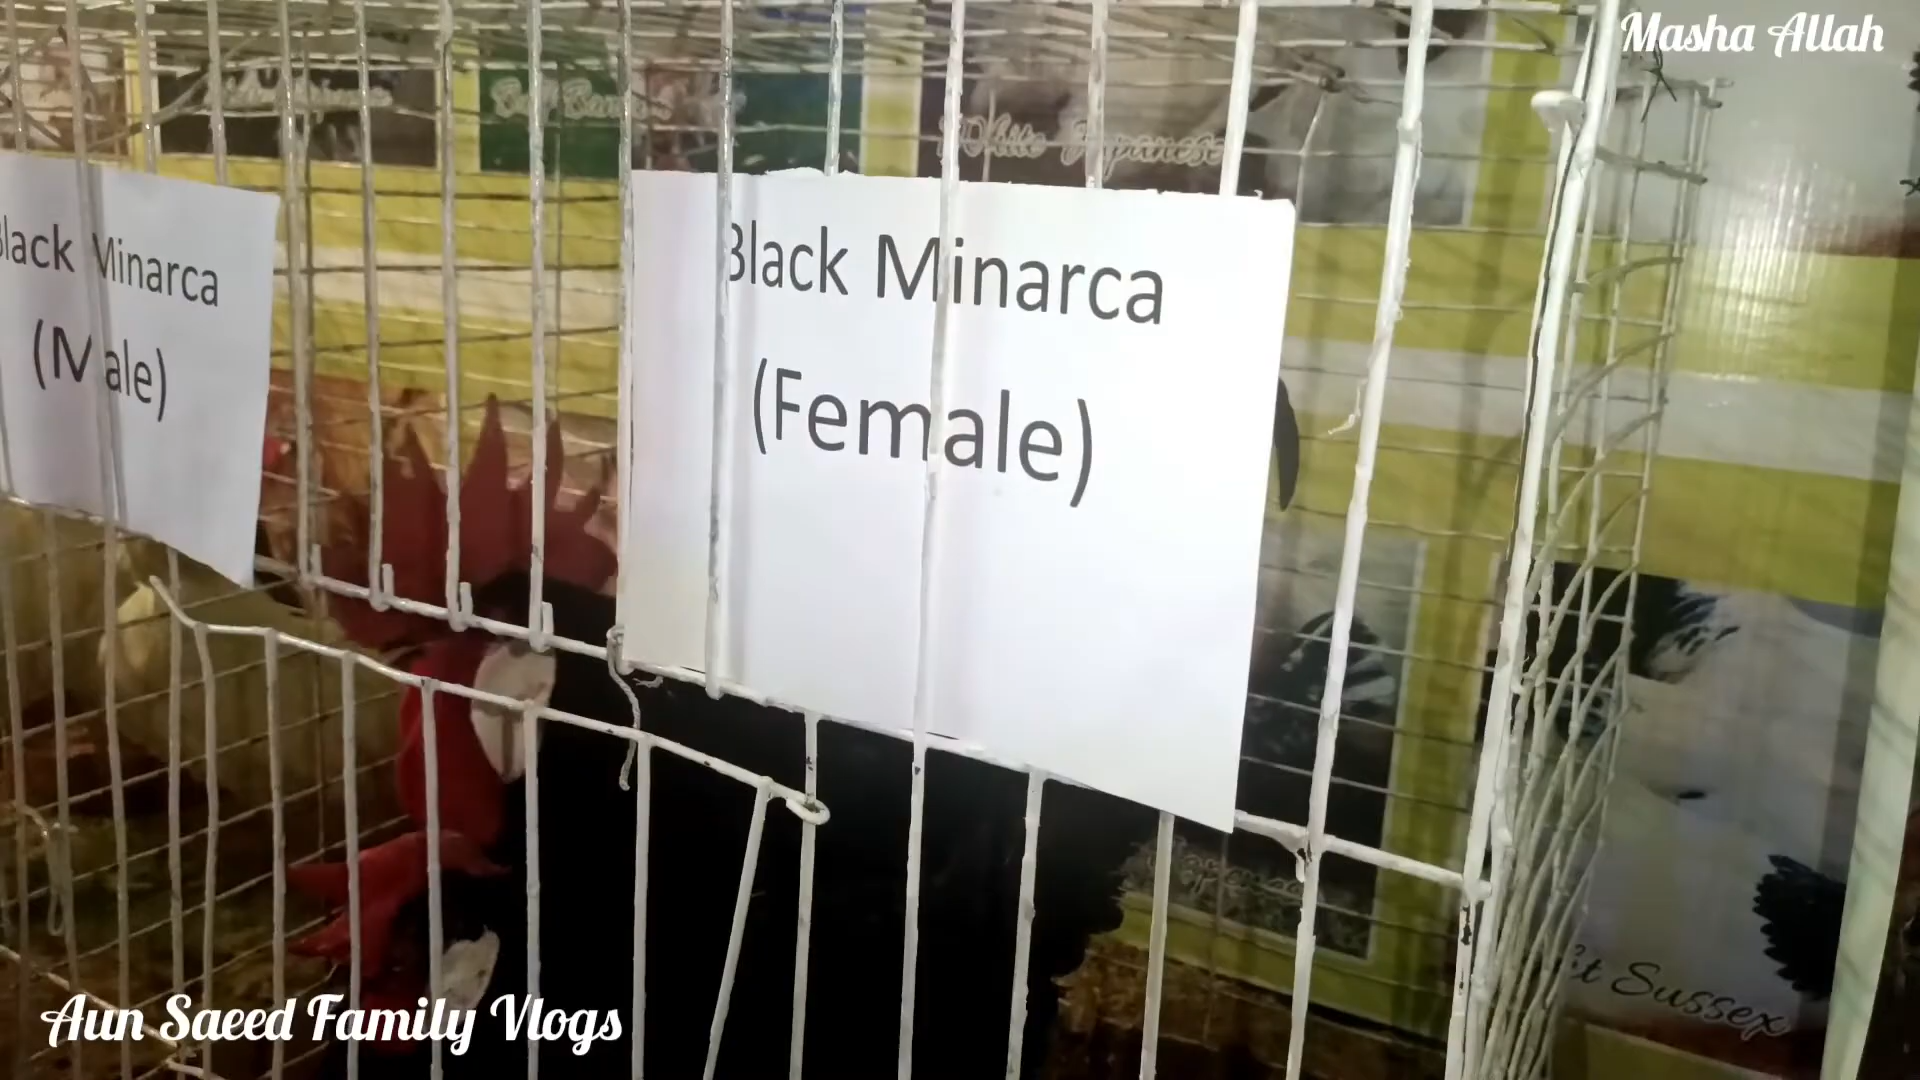 Masha Allah
White Japanese
Black Minarca
(Male)
Black Minarca
(Female)
Sussex
Aun Saeed Family Vlogs